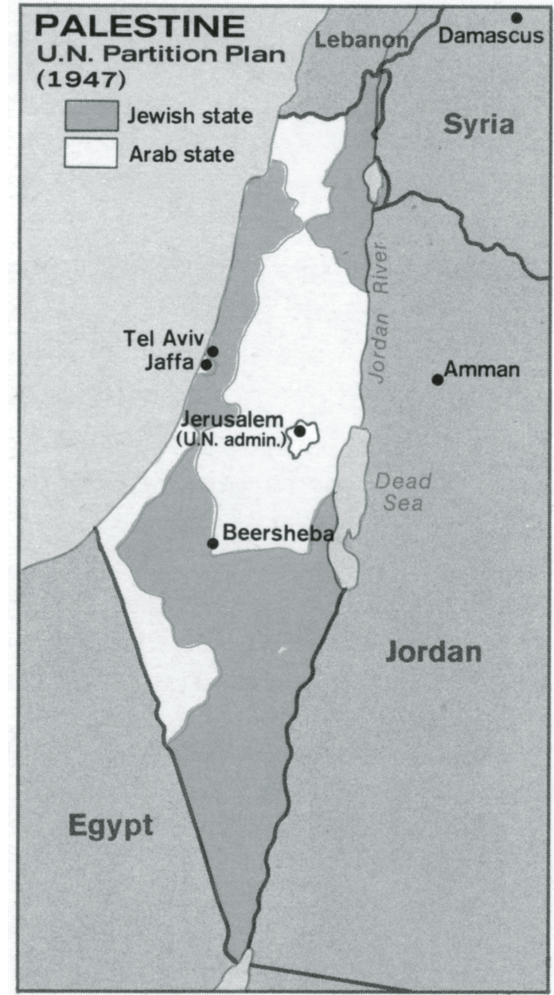 PALESTINE
U.N. Partition Plan
(1947)
Jewish state
Arab state
Lebanon
Damascus
Syria
Jordan River
Tel Aviv
Jaffa
Amman
Jerusalem
(U.N. admin.)
Dead
Sea
Beersheba
Jordan
Egypt